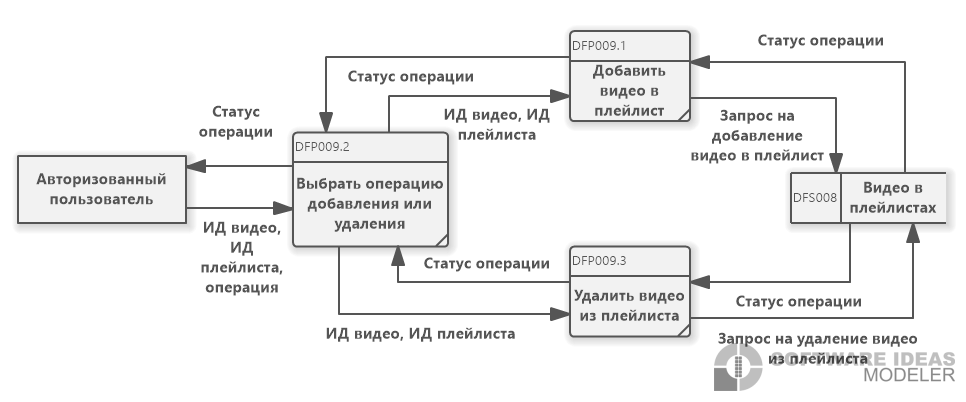 DFP009.1
Добавить
видео в
плейлист
Статус операции
Статус операции
ИД видео, ИД
плейлиста
Запрос на
добавление
видео в плейлист
Статус
операции
DFP009.2
Выбрать операцию
добавления или
удаления
Авторизованный
пользователь
ИД видео,
ИД
плейлиста,
операция
DFS008
Видео в
плейлистах
DFP009.3
Удалить видео
из плейлиста
Статус операции
Статус операции
ИД видео, ИД плейлиста
Запрос на удаление видео
из плейлиста
SOFTWARE IDEAS
MODELER